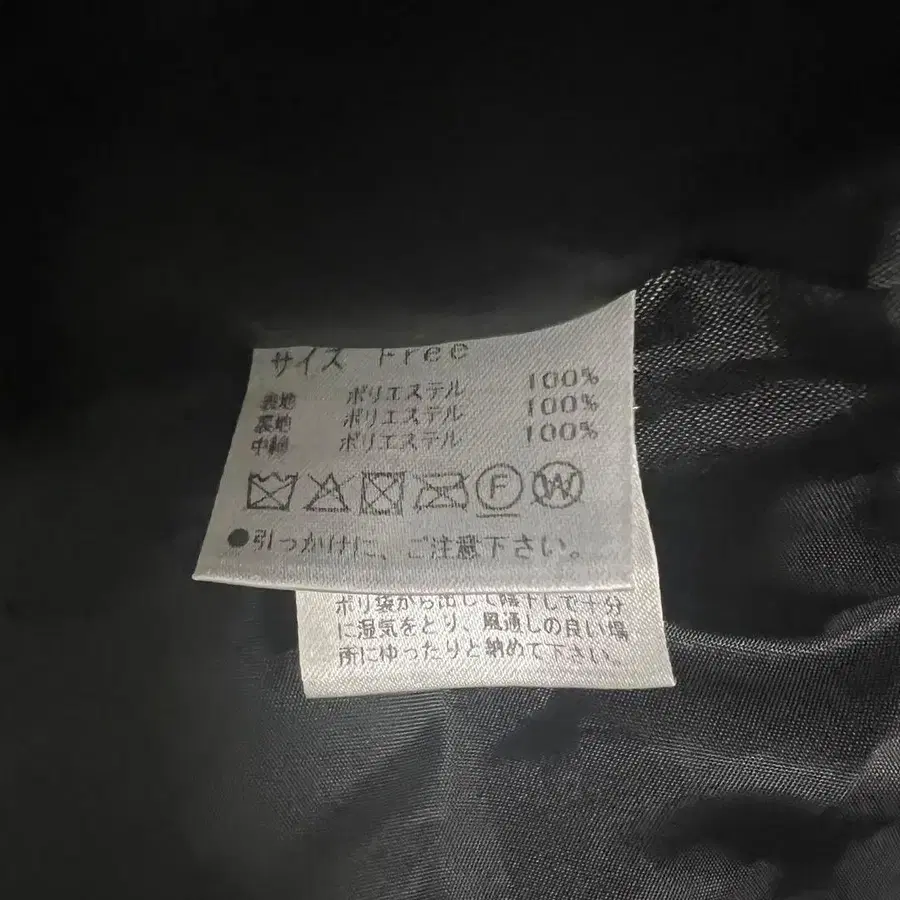 サイズ Free
表地 ポリエステル 100%
裏地 ポリエステル 100%
中綿 ポリエステル 100%
F W
●引っかけに、ご注意下さい。
ポリ袋から出して陰干しで十分
に湿気をとり、風通しの良い場
所にゆったりと納めて下さい。